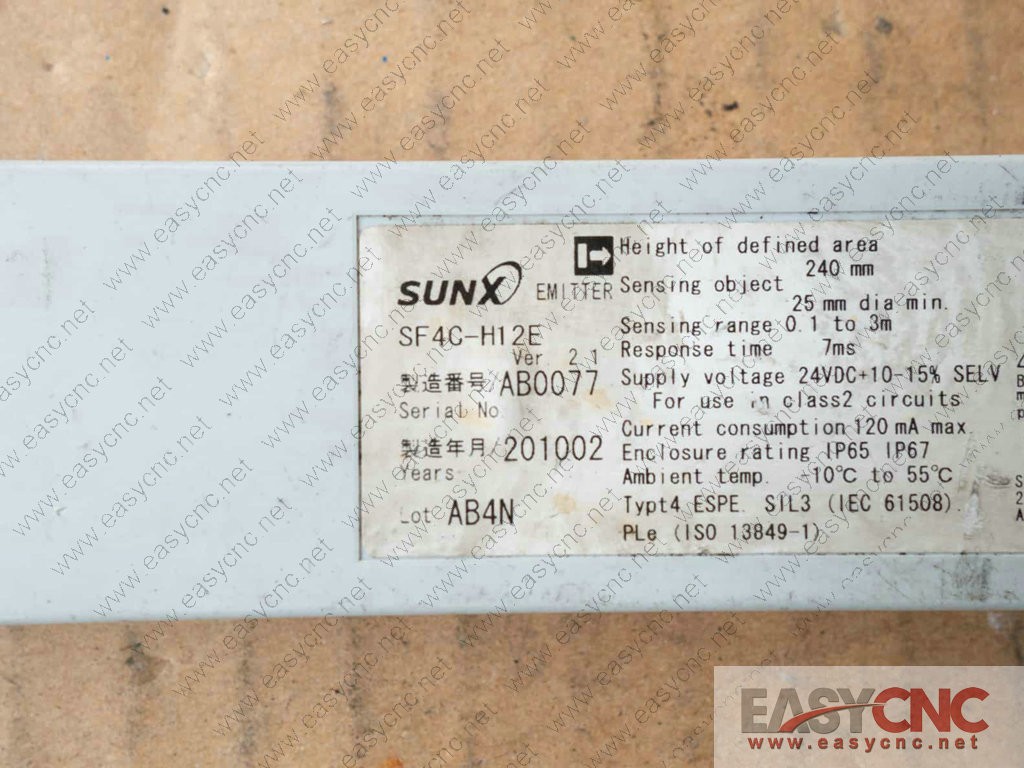 SUNX
EMITTER
SF4C-H12E
Ver. 2.1
製造番号/AB0077
Serial No.
製造年月/201002
Years
Lot AB4N
Height of defined area
240 mm
Sensing object
25 mm dia min.
Sensing range 0.1 to 3m
Response time 7ms
Supply voltage 24VDC+10-15% SELV
For use in class2 circuits
Current consumption 120 mA max.
Enclosure rating IP65 IP67
Ambient temp. 10℃ to 55℃
Typt4 ESPE. SIL3 (IEC 61508).
PLe (ISO 13849-1)
EASYCNC
www.easycnc.net